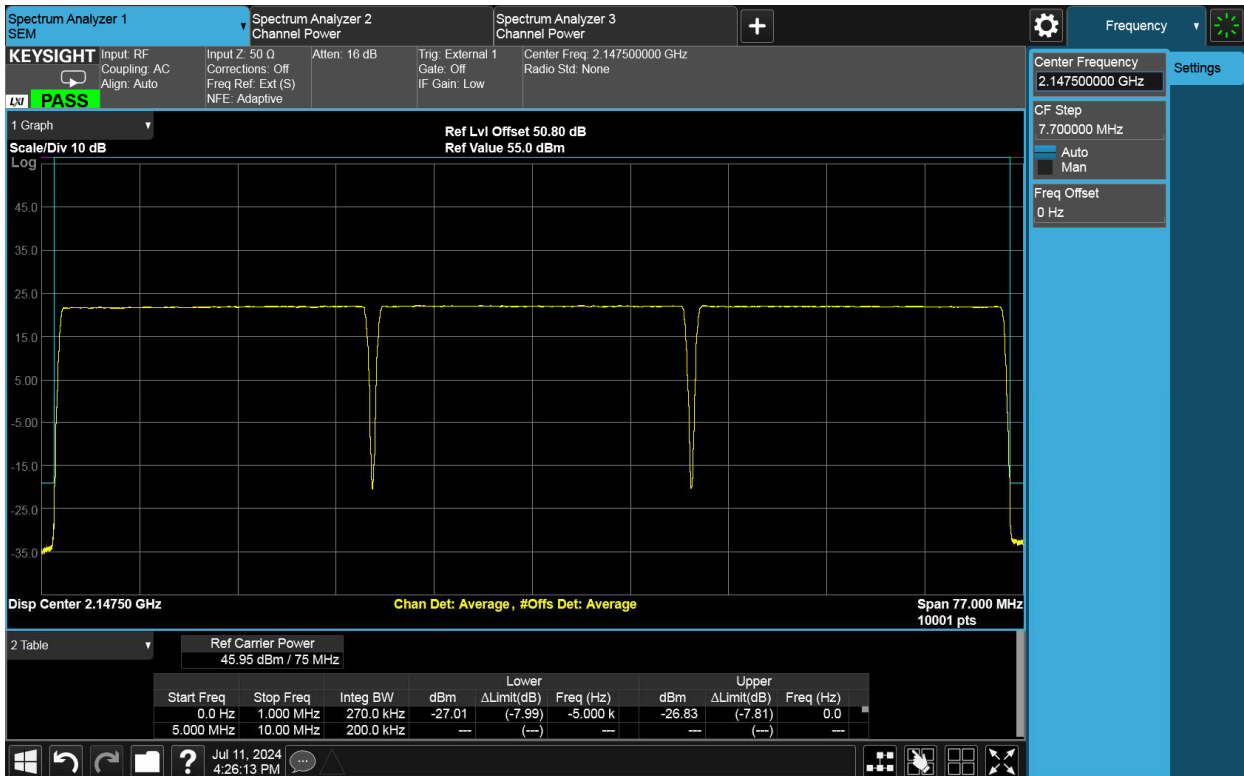 Spectrum Analyzer 1
SEM
Spectrum Analyzer 2
Channel Power
Spectrum Analyzer 3
Channel Power
+
Frequency
KEYSIGHT
LXI
PASS
Input: RF
Coupling: AC
Align: Auto
Input Z: 50 Ω
Corrections: Off
Freq Ref: Ext (S)
NFE: Adaptive
Atten: 16 dB
Trig: External 1
Gate: Off
IF Gain: Low
Center Freq: 2.147500000 GHz
Radio Std: None
Center Frequency
2.147500000 GHz
Settings
CF Step
7.700000 MHz
Auto
Man
Freq Offset
0 Hz
1 Graph
Scale/Div 10 dB
Ref Lvl Offset 50.80 dB
Ref Value 55.0 dBm
Log
45.0
35.0
25.0
15.0
5.00
-5.00
-15.0
-25.0
-35.0
Disp Center 2.14750 GHz
Chan Det: Average , #Offs Det: Average
Span 77.000 MHz
10001 pts
2 Table
Ref Carrier Power
45.95 dBm / 75 MHz
Lower Upper
Start Freq Stop Freq Integ BW dBm ΔLimit(dB) Freq (Hz) dBm ΔLimit(dB) Freq (Hz)
0.0 Hz 1.000 MHz 270.0 kHz -27.01 (-7.99) -5.000 k -26.83 (-7.81) 0.0
5.000 MHz 10.00 MHz 200.0 kHz --- (---) --- --- (---) ---
?
Jul 11, 2024
4:26:13 PM